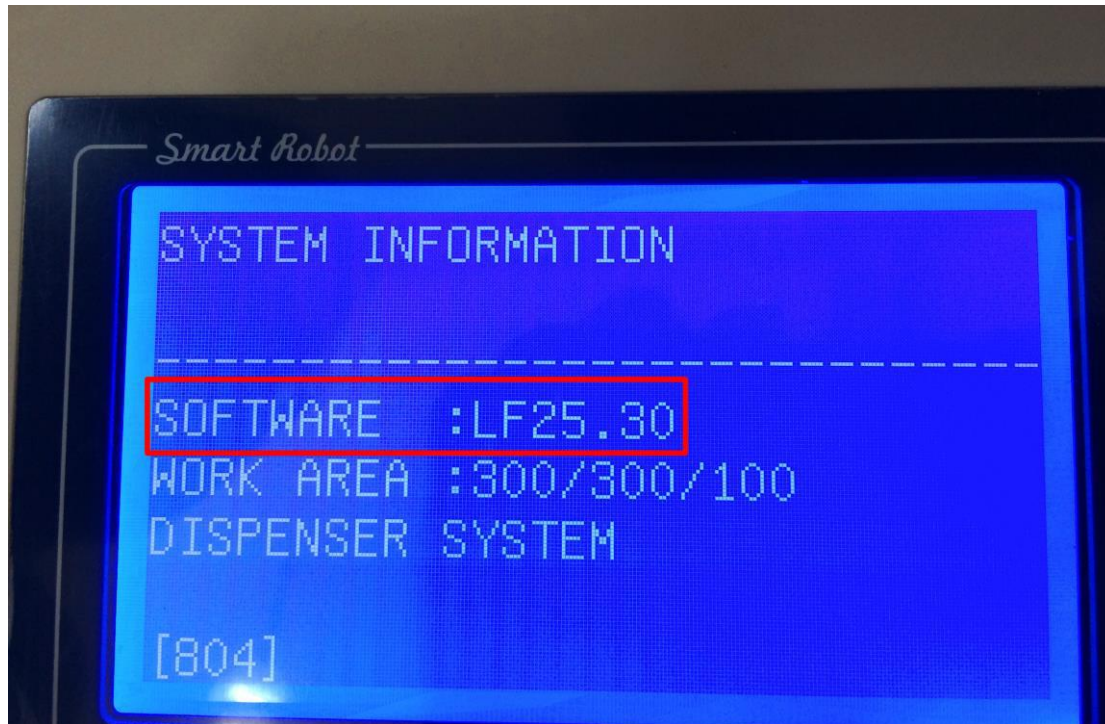 Smart Robot
SYSTEM INFORMATION
--------------------------------
SOFTWARE :LF25.30
WORK AREA :300/300/100
DISPENSER SYSTEM
[804]